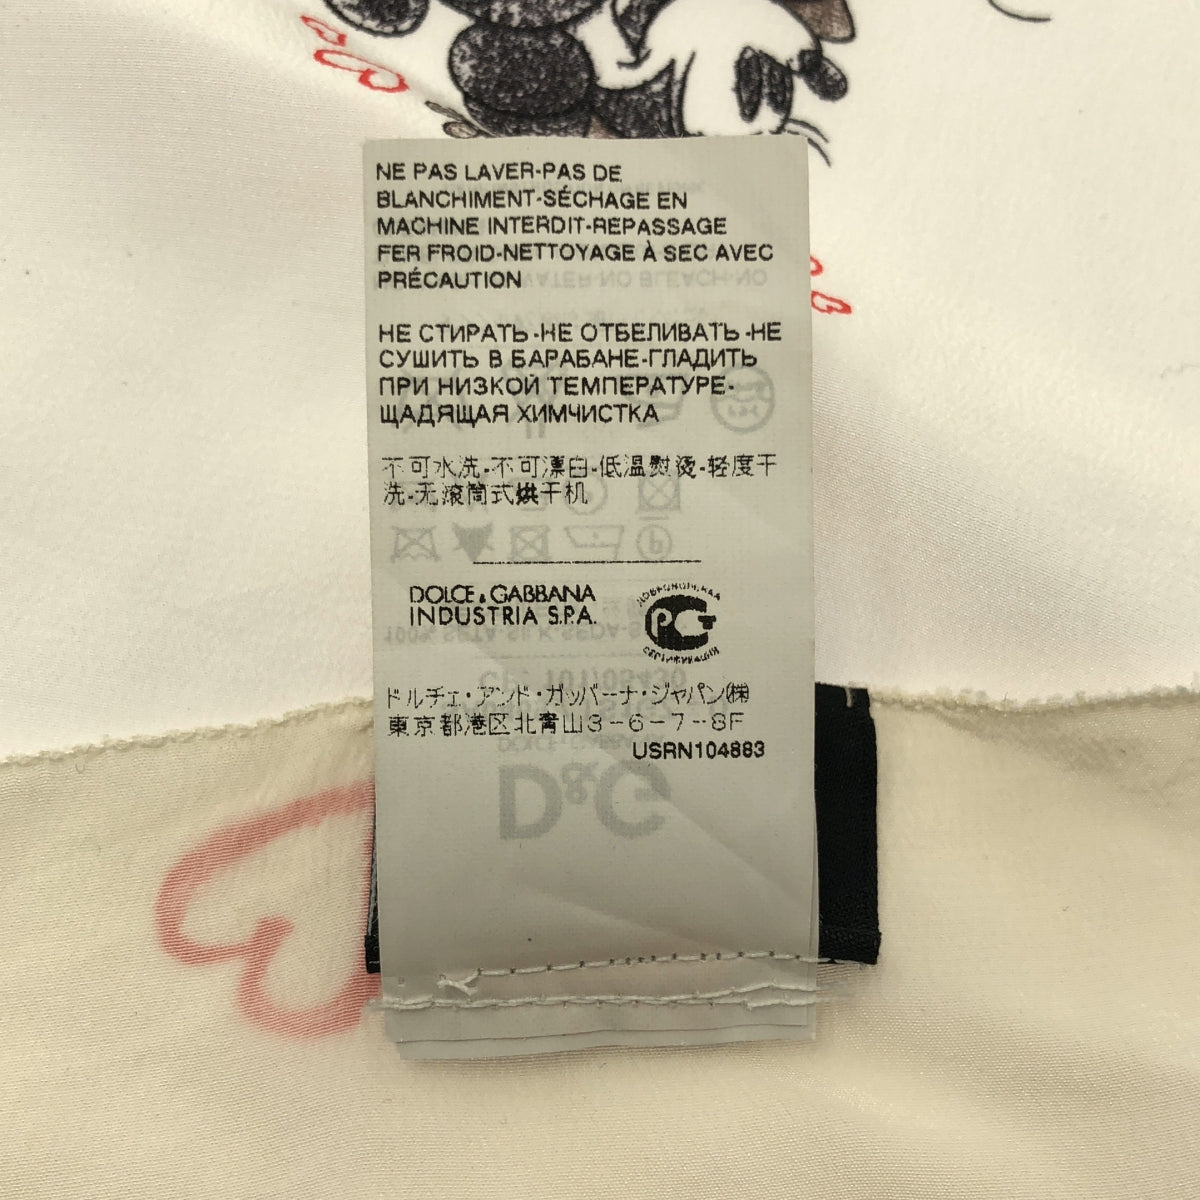 NE PAS LAVER-PAS DE
BLANCHIMENT-SÉCHAGE EN
MACHINE INTERDIT-REPASSAGE
FER FROID-NETTOYAGE À SEC AVEC
PRÉCAUTION
НЕ СТИРАТЬ-НЕ ОТБЕЛИВАТЬ-НЕ
СУШИТЬ В БАРАБАНЕ-ГЛАДИТЬ
ПРИ НИЗКОЙ ТЕМПЕРАТУРЕ-
ЩАДЯЩАЯ ХИМЧИСТКА
不可水洗-不可漂白-低温熨烫-轻度干
洗-无滚筒式烘干机
DOLCE & GABBANA
INDUSTRIA S.P.A.
ДОБРОВОЛЬНАЯ
РСТ
СЕРТИФИКАЦИЯ
ドルチェ・アンド・ガッバーナ・ジャパン㈱
東京都港区北青山3-6-7-8F
USRN104883
D&G